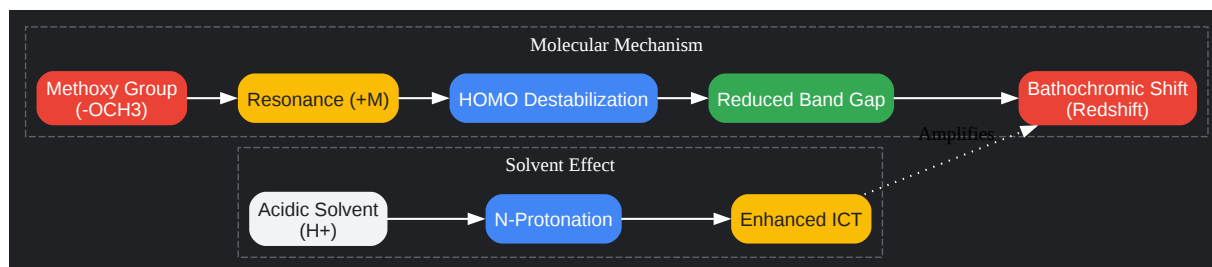 Molecular Mechanism
Methoxy Group
(-OCH3)
Resonance (+M)
HOMO Destabilization
Reduced Band Gap
Bathochromic Shift
(Redshift)
Amplifies
Solvent Effect
Acidic Solvent
(H+)
N-Protonation
Enhanced ICT